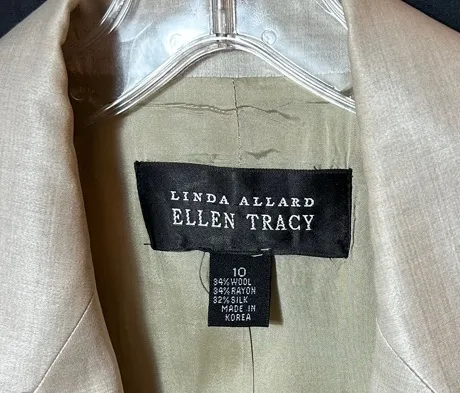 LINDA ALLARD
ELLEN TRACY
10
34% WOOL
34% RAYON
32% SILK
MADE IN
KOREA